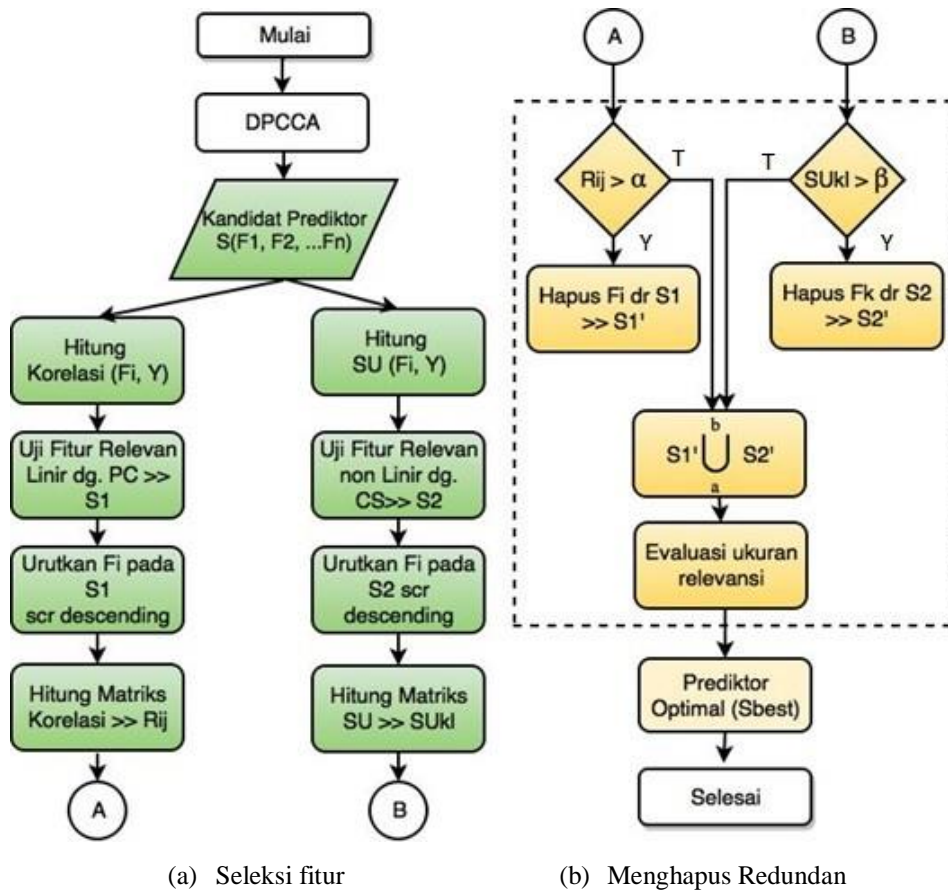 Mulai
DPCCA
Kandidat Prediktor
S(F1, F2, ...Fn)
Hitung
Korelasi (Fi, Y)
Uji Fitur Relevan
Linir dg. PC >>
S1
Urutkan Fi pada
S1
scr descending
Hitung Matriks
Korelasi >> Rij
A
Hitung
SU (Fi, Y)
Uji Fitur Relevan
non Linir dg.
CS>> S2
Urutkan Fi pada
S2 scr
descending
Hitung Matriks
SU >> SUkl
B
(a) Seleksi fitur
A
B
Rij > α
T
Y
T
SUkl > β
Y
Hapus Fi dr S1
>> S1'
Hapus Fk dr S2
>> S2'
b
S1' ⋃ S2'
a
Evaluasi ukuran
relevansi
Prediktor
Optimal (Sbest)
Selesai
(b) Menghapus Redundan